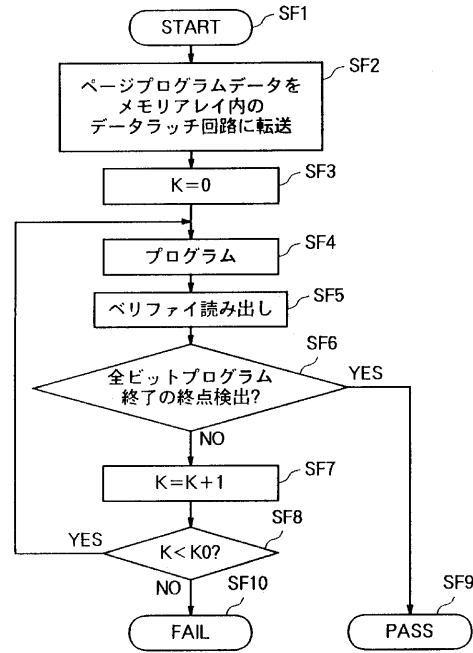 START
SF1
SF2
ページプログラムデータを
メモリアレイ内の
データラッチ回路に転送
SF3
K=0
SF4
プログラム
SF5
ベリファイ読み出し
SF6
全ビットプログラム
終了の終点検出?
YES
NO
SF7
K=K+1
SF8
YES
K<K0?
NO
SF10
FAIL
SF9
PASS